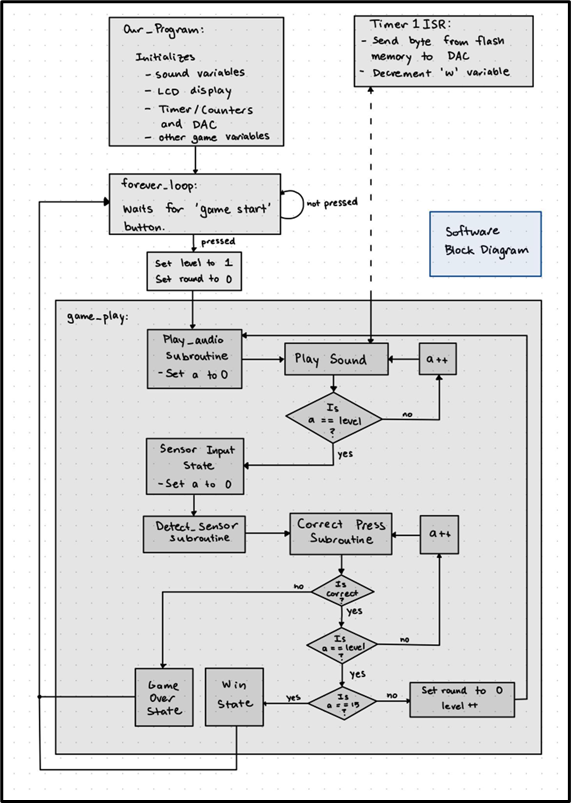 Our_Program:
Initializes
- sound variables
- LCD display
- Timer/Counters
and DAC
- other game variables
Timer 1 ISR:
- Send byte from flash
memory to DAC
- Decrement 'w' variable
forever_loop:
Waits for 'game start'
button.
not pressed
pressed
Software
Block Diagram
Set level to 1
Set round to 0
game_play:
Play_audio
Subroutine
- Set a to 0
Play Sound
a++
Is
a == level
?
no
yes
Sensor Input
State
- Set a to 0
Detect_Sensor
subroutine
Correct Press
Subroutine
a++
Is
correct
?
no
yes
Is
a == level
?
no
yes
Game
Over
State
Win
State
yes
Is
a == 15
?
no
Set round to 0
level ++